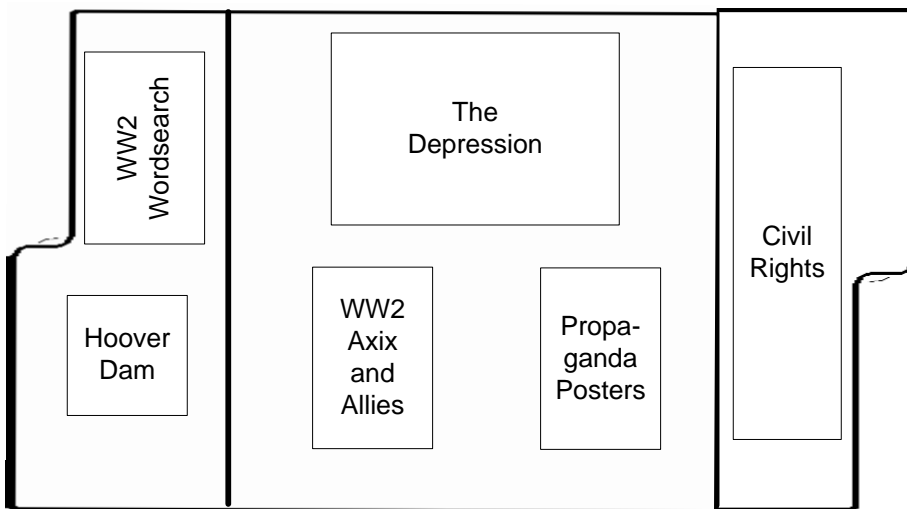 WW2
Wordsearch
Hoover
Dam
The
Depression
WW2
Axix
and
Allies
Propa-
ganda
Posters
Civil
Rights